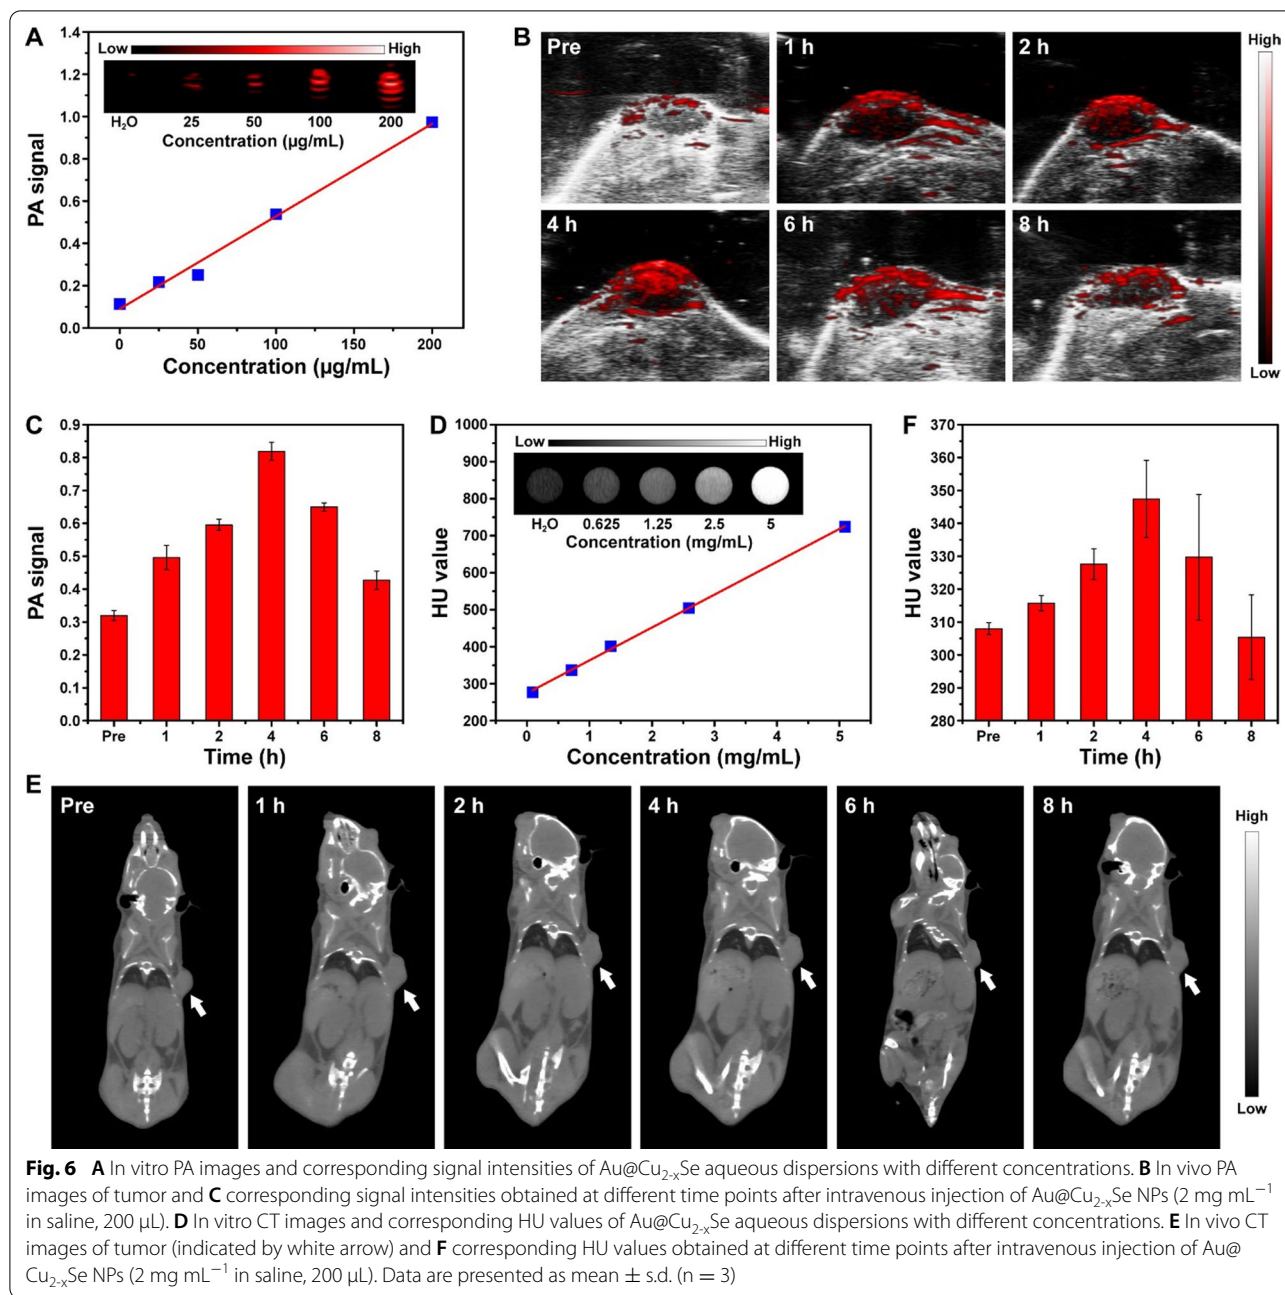 A
Low High
1.4
1.2
1.0
0.8
0.6
0.4
0.2
0.0
PA signal
H₂O 25 50 100 200
Concentration (µg/mL)
0 50 100 150 200
Concentration (µg/mL)
B
Pre 1 h 2 h
4 h 6 h 8 h
High
Low
C
0.9
0.8
0.7
0.6
0.5
0.4
0.3
0.2
0.1
0.0
PA signal
Pre 1 2 4 6 8
Time (h)
D
1000
900
800
700
600
500
400
300
200
HU value
Low High
H₂O 0.625 1.25 2.5 5
Concentration (mg/mL)
0 1 2 3 4 5
Concentration (mg/mL)
F
370
360
350
340
330
320
310
300
290
280
HU value
Pre 1 2 4 6 8
Time (h)
E
Pre 1 h 2 h 4 h 6 h 8 h
High
Low
Fig. 6 A In vitro PA images and corresponding signal intensities of Au@Cu₂₋ₓSe aqueous dispersions with different concentrations. B In vivo PA
images of tumor and C corresponding signal intensities obtained at different time points after intravenous injection of Au@Cu₂₋ₓSe NPs (2 mg mL⁻¹
in saline, 200 µL). D In vitro CT images and corresponding HU values of Au@Cu₂₋ₓSe aqueous dispersions with different concentrations. E In vivo CT
images of tumor (indicated by white arrow) and F corresponding HU values obtained at different time points after intravenous injection of Au@
Cu₂₋ₓSe NPs (2 mg mL⁻¹ in saline, 200 µL). Data are presented as mean ± s.d. (n = 3)